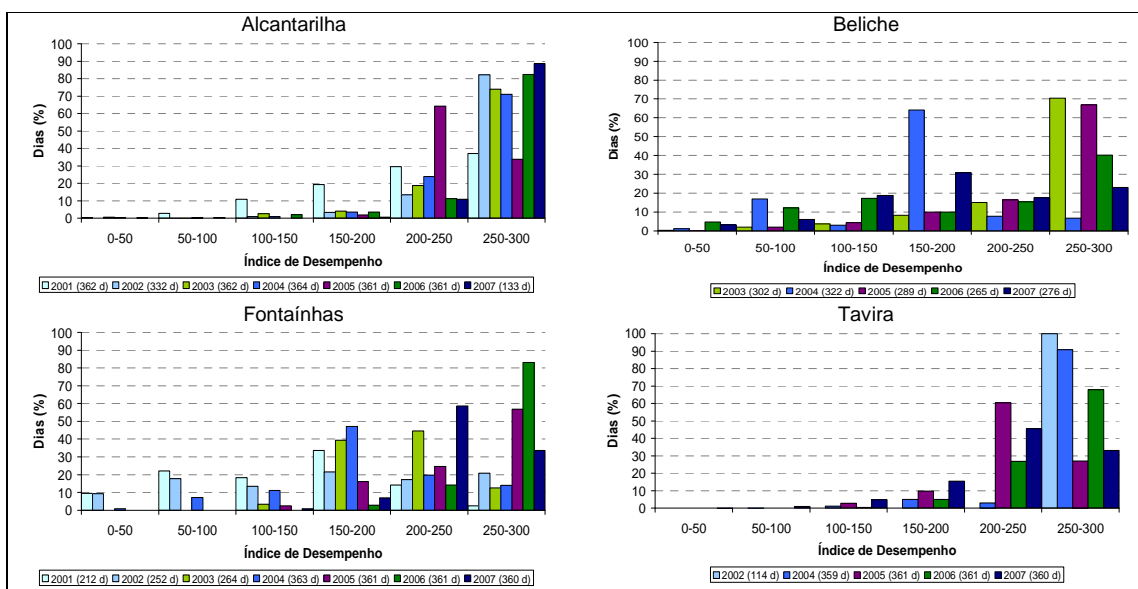 Alcantarilha
100
90
80
70
60
50
40
30
20
10
0
Dias (%)
0-50 50-100 100-150 150-200 200-250 250-300
Índice de Desempenho
2001 (362 d) 2002 (332 d) 2003 (362 d) 2004 (364 d) 2005 (361 d) 2006 (361 d) 2007 (133 d)
Beliche
100
90
80
70
60
50
40
30
20
10
0
Dias (%)
0-50 50-100 100-150 150-200 200-250 250-300
Índice de Desempenho
2003 (302 d) 2004 (322 d) 2005 (289 d) 2006 (265 d) 2007 (276 d)
Fontaínhas
100
90
80
70
60
50
40
30
20
10
0
Dias (%)
0-50 50-100 100-150 150-200 200-250 250-300
Índice de Desempenho
2001 (212 d) 2002 (252 d) 2003 (264 d) 2004 (363 d) 2005 (361 d) 2006 (361 d) 2007 (360 d)
Tavira
100
90
80
70
60
50
40
30
20
10
0
Dias (%)
0-50 50-100 100-150 150-200 200-250 250-300
Índice de Desempenho
2002 (114 d) 2004 (359 d) 2005 (361 d) 2006 (361 d) 2007 (360 d)